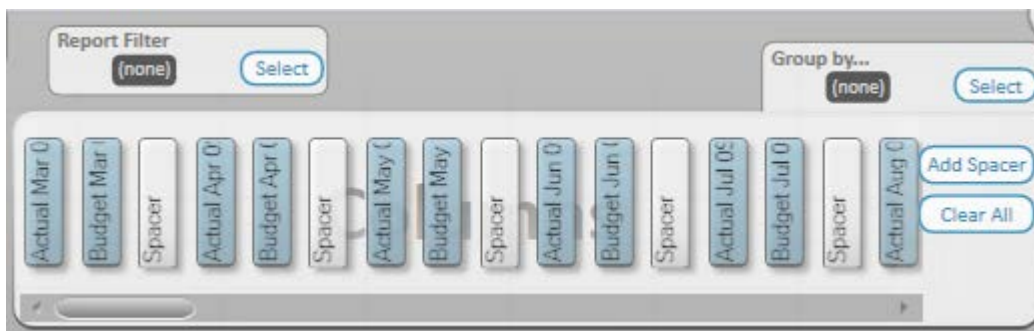 Report Filter
(none)
Select
Group by...
(none)
Select
Columns
Actual Mar 0
Budget Mar
Spacer
Actual Apr 0
Budget Apr
Spacer
Actual May
Budget May
Spacer
Actual Jun 0
Budget Jun
Spacer
Actual Jul 09
Budget Jul 0
Spacer
Actual Aug 0
Add Spacer
Clear All